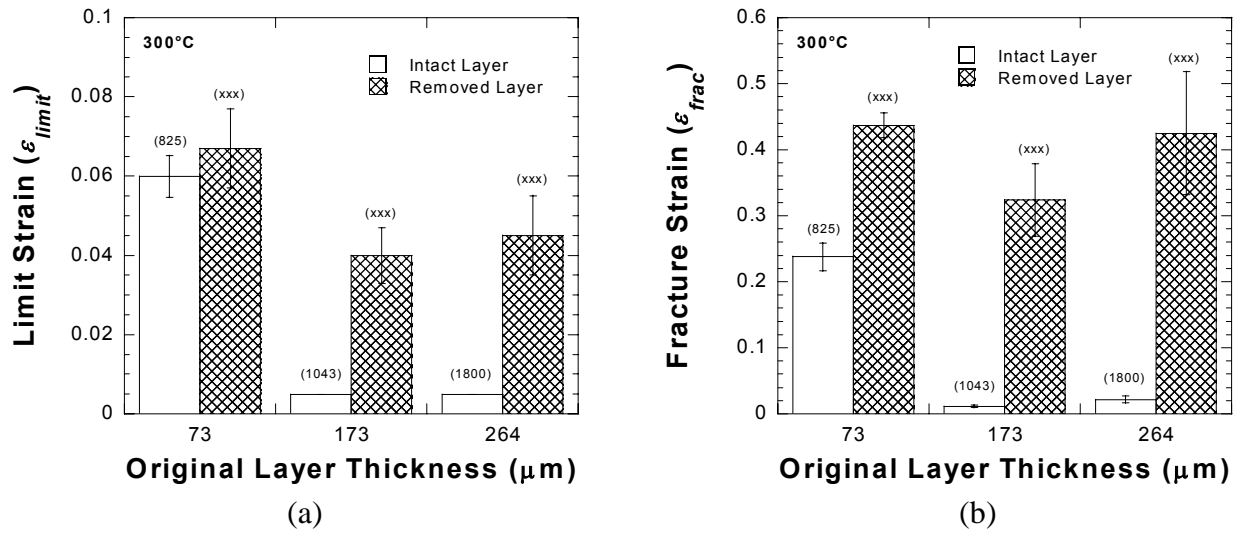 0.1
0.08
0.06
0.04
0.02
0
Limit Strain (ε limit)
300°C
Intact Layer
Removed Layer
(825)
(xxx)
(1043)
(xxx)
(1800)
(xxx)
73 173 264
Original Layer Thickness (μm)
(a)
0.6
0.5
0.4
0.3
0.2
0.1
0
Fracture Strain (ε frac)
300°C
Intact Layer
Removed Layer
(825)
(xxx)
(1043)
(xxx)
(1800)
(xxx)
73 173 264
Original Layer Thickness (μm)
(b)